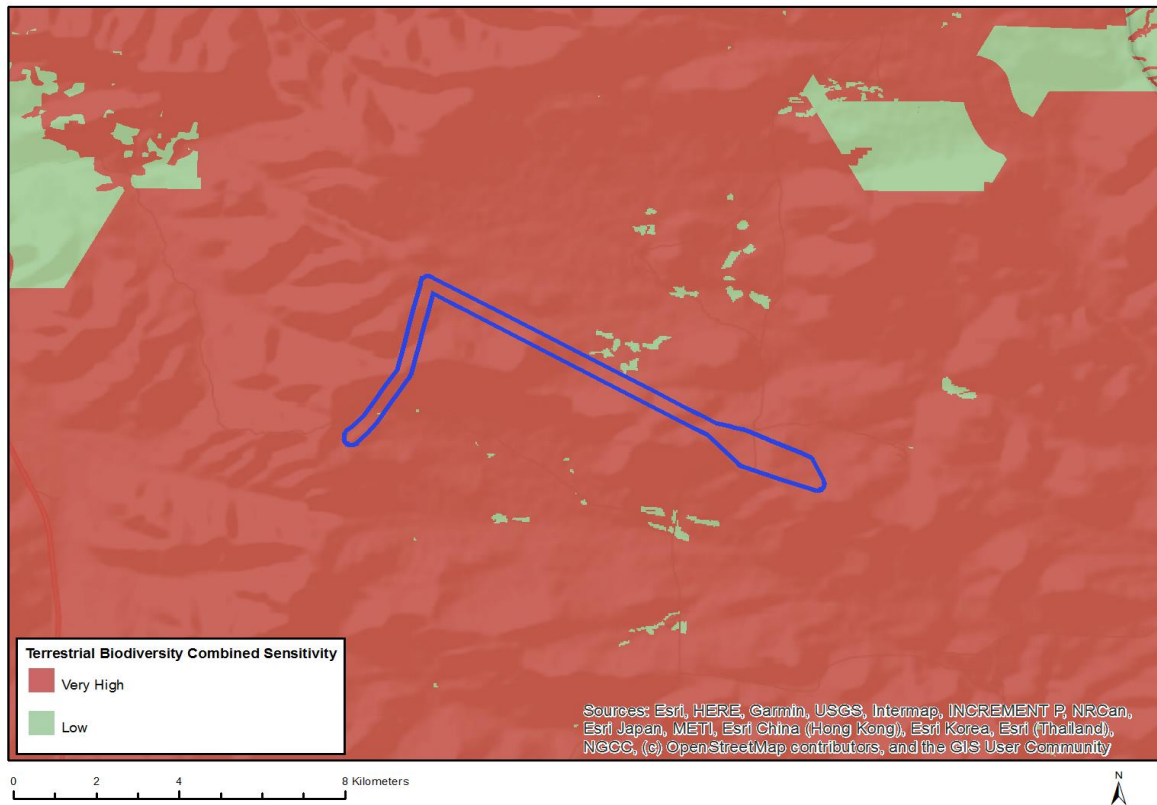 Terrestrial Biodiversity Combined Sensitivity
Very High
Low
Sources: Esri, HERE, Garmin, USGS, Intermap, INCREMENT P, NRCan,
Esri Japan, METI, Esri China (Hong Kong), Esri Korea, Esri (Thailand),
NGCC, (c) OpenStreetMap contributors, and the GIS User Community
0 2 4 8 Kilometers
N